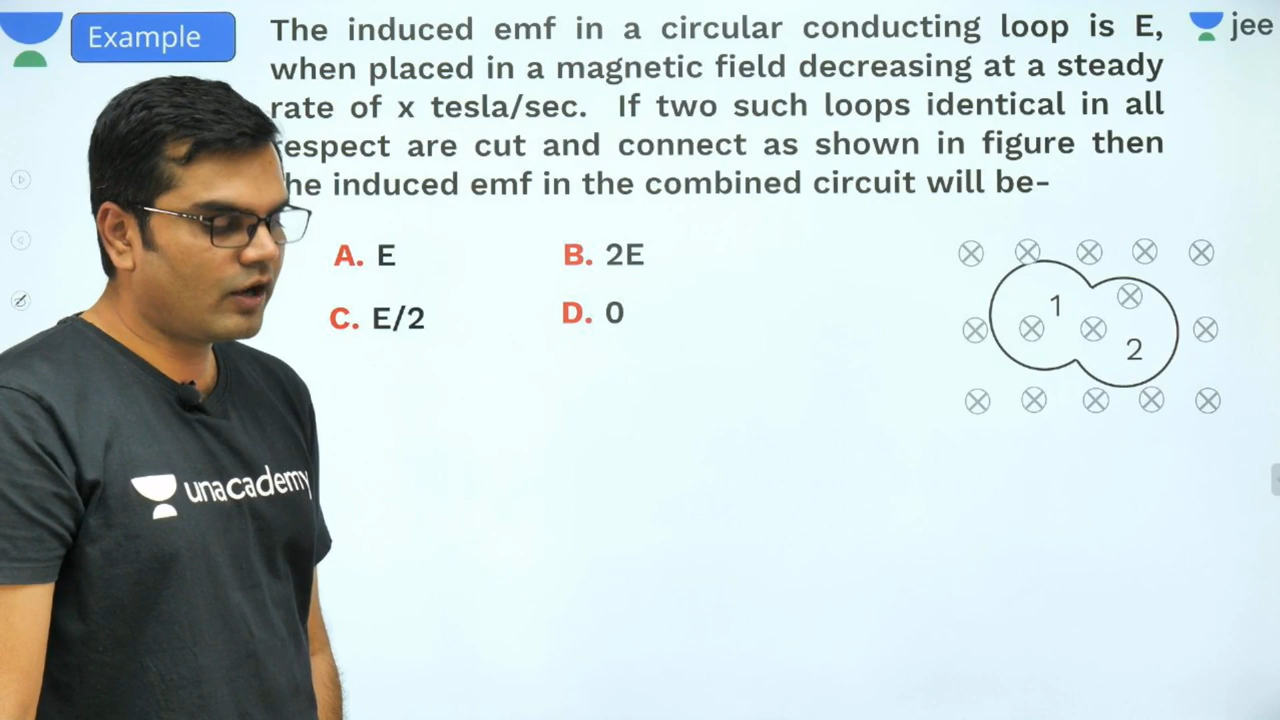 Example
The induced emf in a circular conducting loop is E,
when placed in a magnetic field decreasing at a steady
rate of x tesla/sec. If two such loops identical in all
respect are cut and connect as shown in figure then
he induced emf in the combined circuit will be-
jee
A. E
B. 2E
C. E/2
D. 0
1
2
unacademy